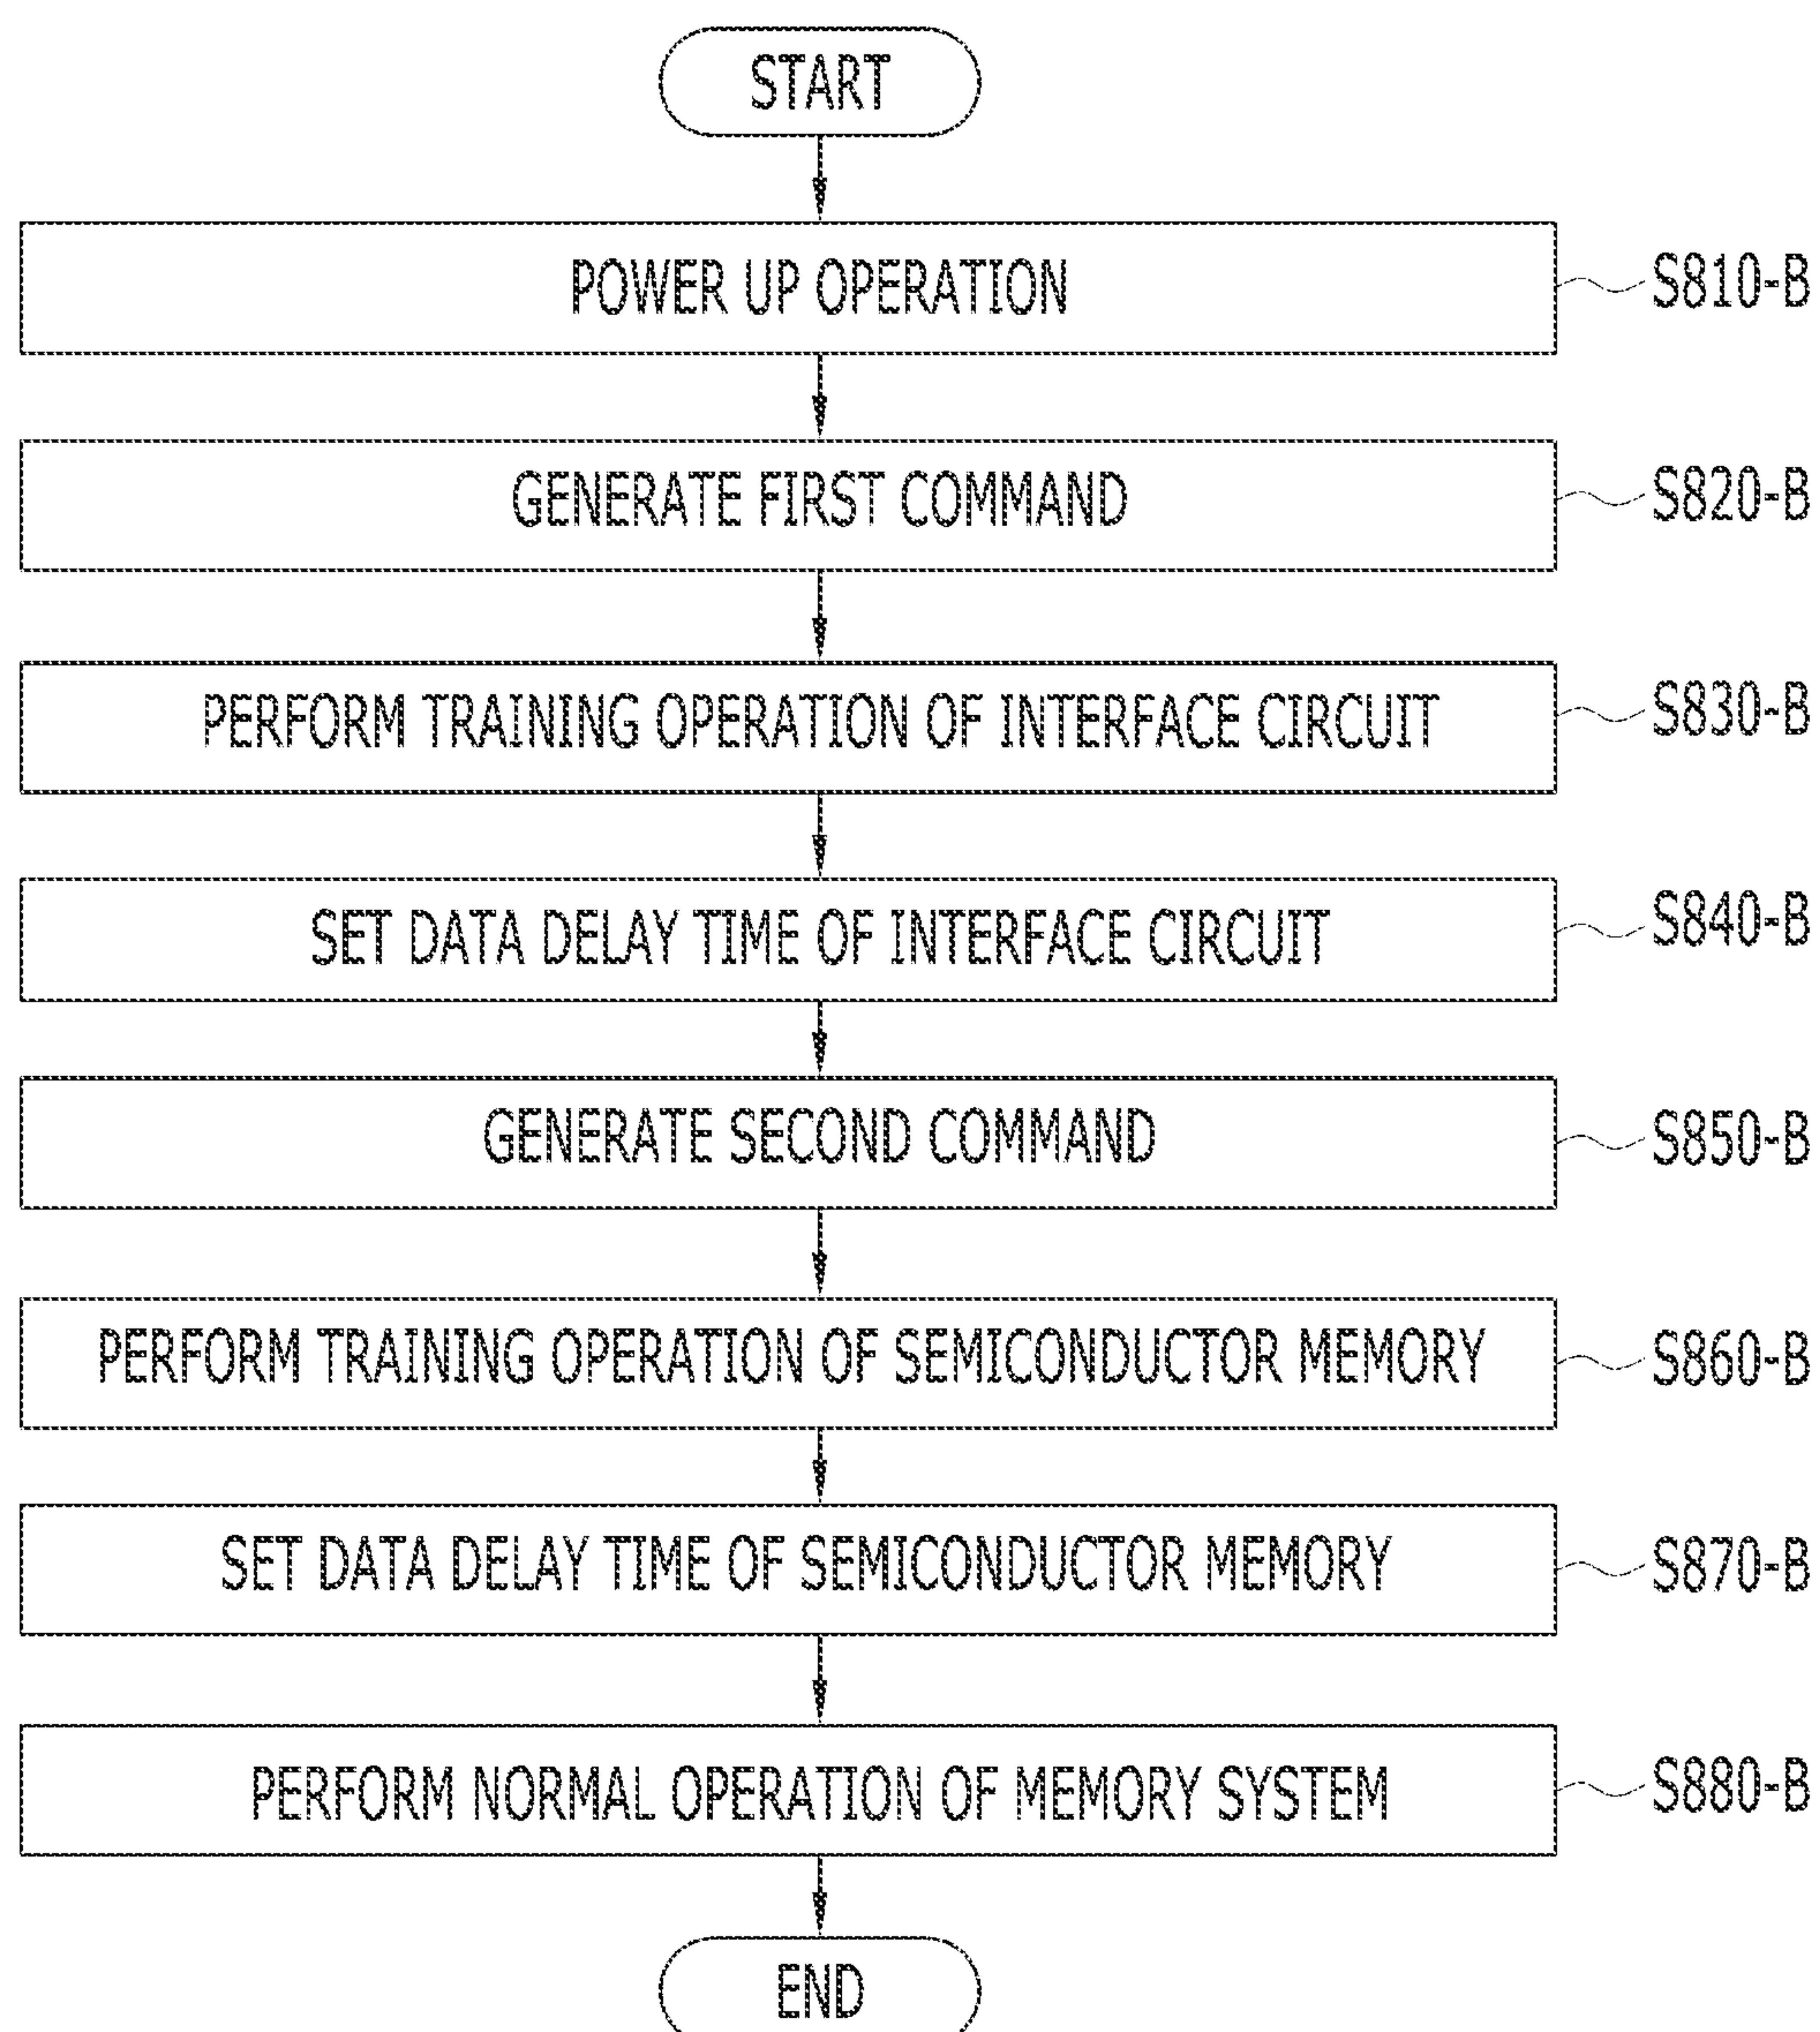 START
POWER UP OPERATION
S810-B
GENERATE FIRST COMMAND
S820-B
PERFORM TRAINING OPERATION OF INTERFACE CIRCUIT
S830-B
SET DATA DELAY TIME OF INTERFACE CIRCUIT
S840-B
GENERATE SECOND COMMAND
S850-B
PERFORM TRAINING OPERATION OF SEMICONDUCTOR MEMORY
S860-B
SET DATA DELAY TIME OF SEMICONDUCTOR MEMORY
S870-B
PERFORM NORMAL OPERATION OF MEMORY SYSTEM
S880-B
END